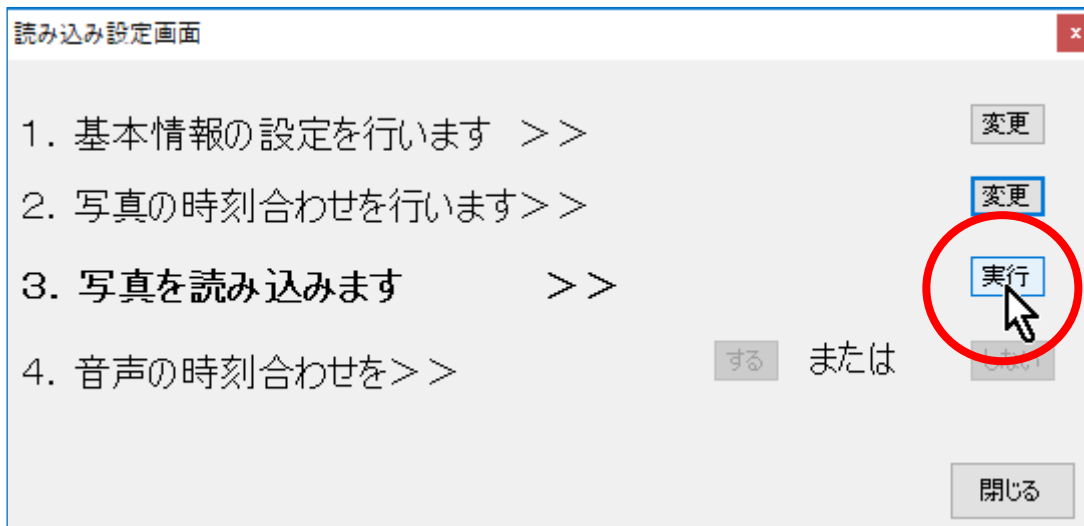 読み込み設定画面
x
1. 基本情報の設定を行います >>
変更
2. 写真の時刻合わせを行います>>
変更
3. 写真を読み込みます >>
実行
4. 音声の時刻合わせを>>
する または しない
閉じる